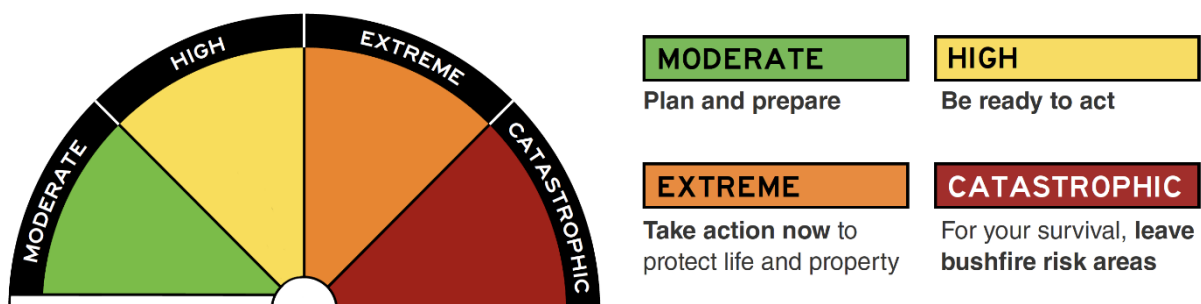 MODERATE
HIGH
EXTREME
CATASTROPHIC
MODERATE
Plan and prepare
HIGH
Be ready to act
EXTREME
Take action now to
protect life and property
CATASTROPHIC
For your survival, leave
bushfire risk areas